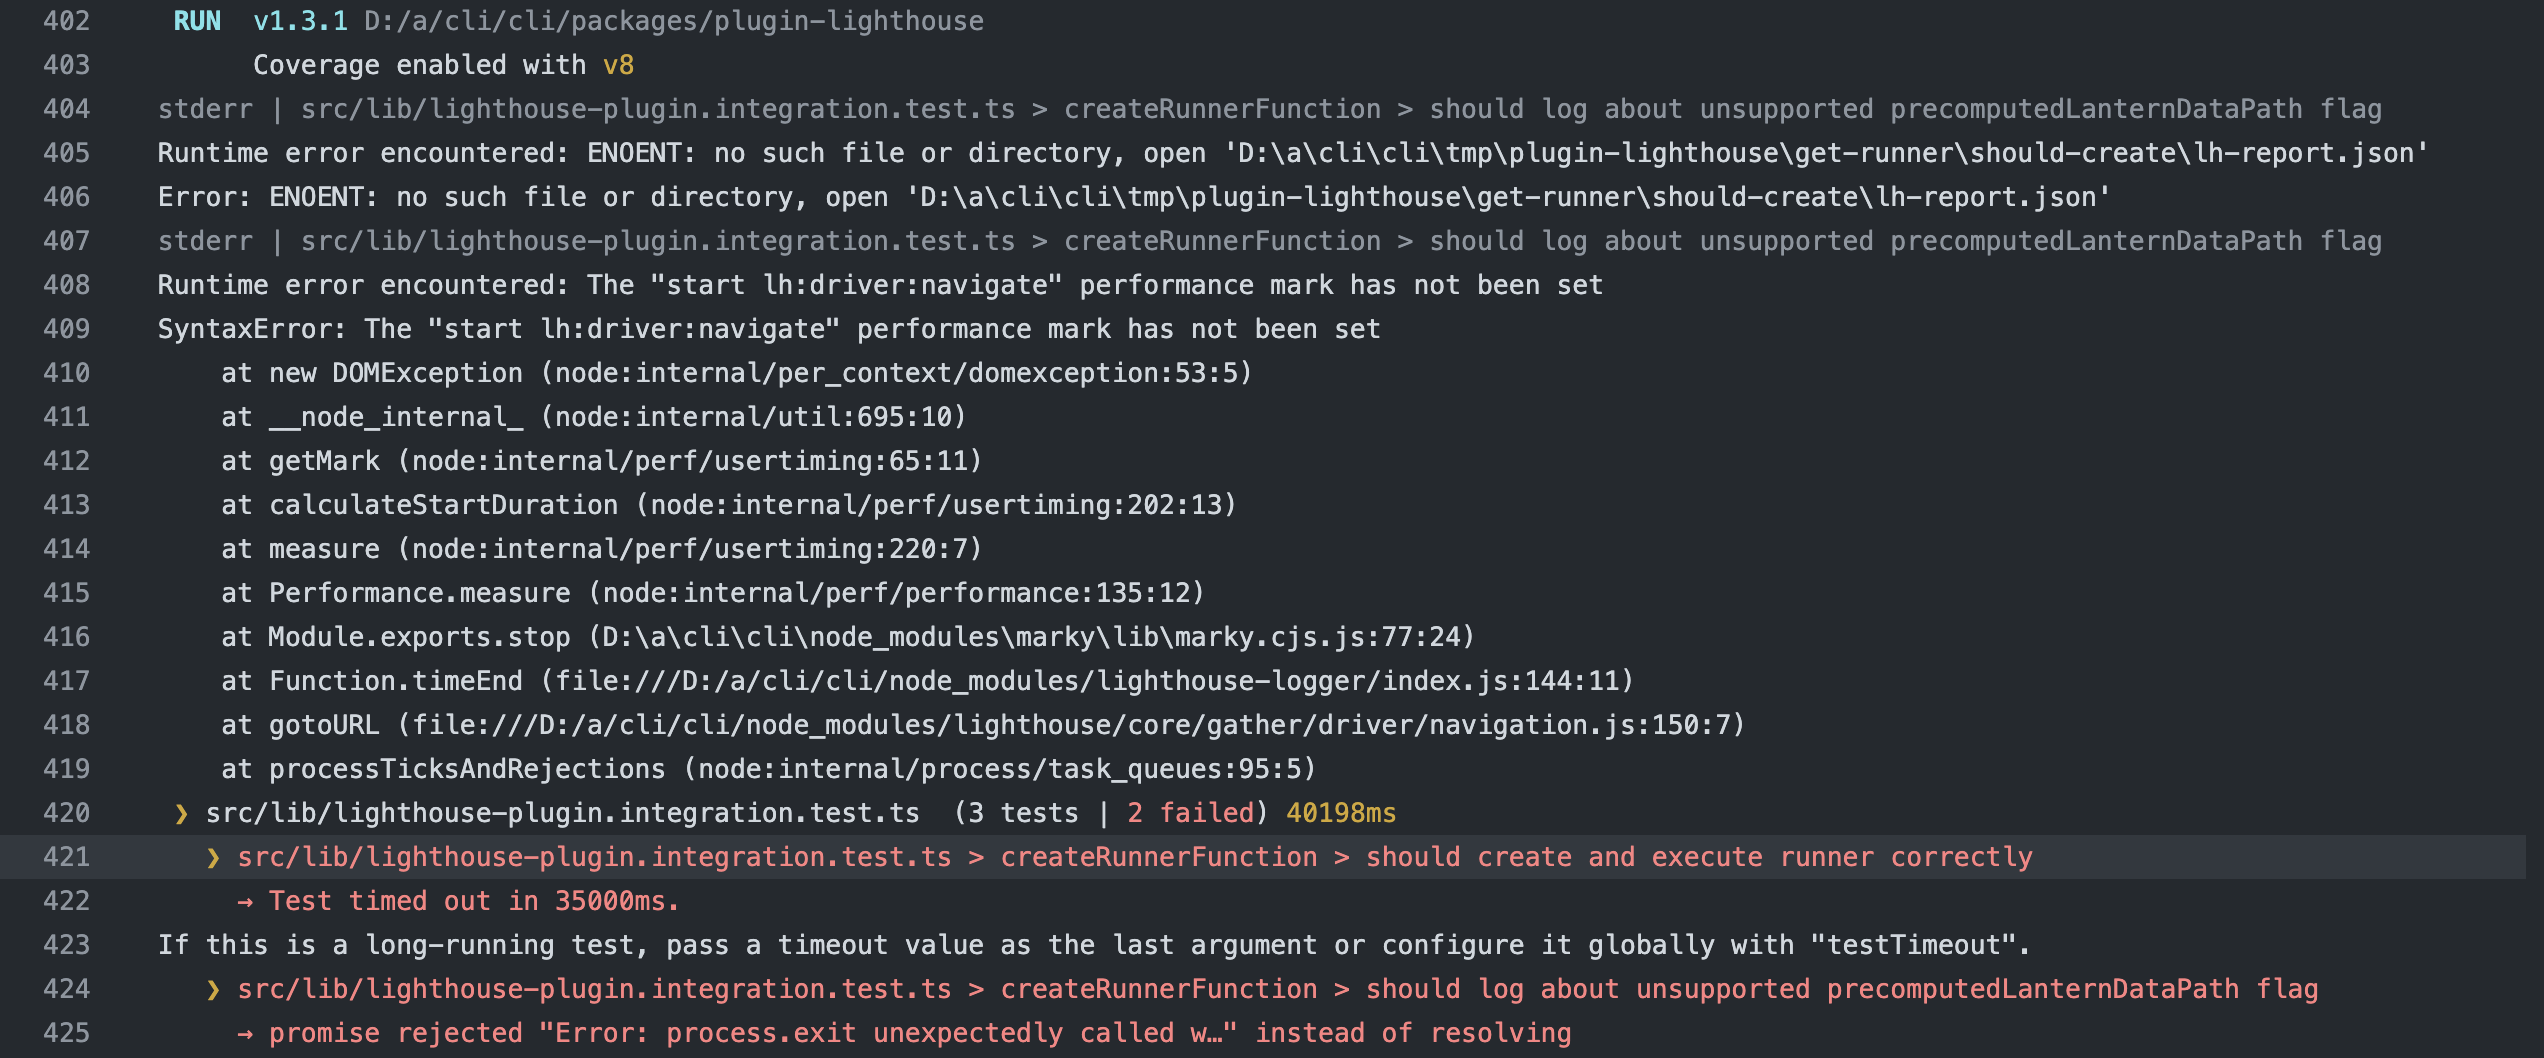 402 RUN v1.3.1 D:/a/cli/cli/packages/plugin-lighthouse
403 Coverage enabled with v8
404 stderr | src/lib/lighthouse-plugin.integration.test.ts > createRunnerFunction > should log about unsupported precomputedLanternDataPath flag
405 Runtime error encountered: ENOENT: no such file or directory, open 'D:\a\cli\cli\tmp\plugin-lighthouse\get-runner\should-create\lh-report.json'
406 Error: ENOENT: no such file or directory, open 'D:\a\cli\cli\tmp\plugin-lighthouse\get-runner\should-create\lh-report.json'
407 stderr | src/lib/lighthouse-plugin.integration.test.ts > createRunnerFunction > should log about unsupported precomputedLanternDataPath flag
408 Runtime error encountered: The "start lh:driver:navigate" performance mark has not been set
409 SyntaxError: The "start lh:driver:navigate" performance mark has not been set
410 at new DOMException (node:internal/per_context/domexception:53:5)
411 at __node_internal_ (node:internal/util:695:10)
412 at getMark (node:internal/perf/usertiming:65:11)
413 at calculateStartDuration (node:internal/perf/usertiming:202:13)
414 at measure (node:internal/perf/usertiming:220:7)
415 at Performance.measure (node:internal/perf/performance:135:12)
416 at Module.exports.stop (D:\a\cli\cli\node_modules\marky\lib\marky.cjs.js:77:24)
417 at Function.timeEnd (file:///D:/a/cli/cli/node_modules/lighthouse-logger/index.js:144:11)
418 at gotoURL (file:///D:/a/cli/cli/node_modules/lighthouse/core/gather/driver/navigation.js:150:7)
419 at processTicksAndRejections (node:internal/process/task_queues:95:5)
420 ❯ src/lib/lighthouse-plugin.integration.test.ts (3 tests | 2 failed) 40198ms
421 ❯ src/lib/lighthouse-plugin.integration.test.ts > createRunnerFunction > should create and execute runner correctly
422 → Test timed out in 35000ms.
423 If this is a long-running test, pass a timeout value as the last argument or configure it globally with "testTimeout".
424 ❯ src/lib/lighthouse-plugin.integration.test.ts > createRunnerFunction > should log about unsupported precomputedLanternDataPath flag
425 → promise rejected "Error: process.exit unexpectedly called w…" instead of resolving